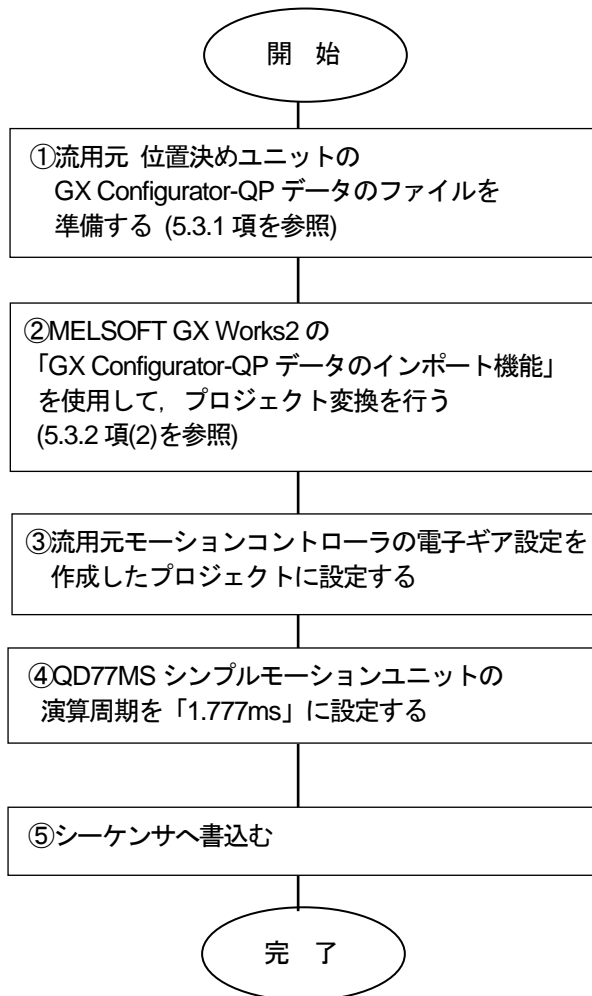 開 始
①流用元 位置決めユニットの
GX Configurator-QP データのファイルを
準備する (5.3.1 項を参照)
②MELSOFT GX Works2 の
「GX Configurator-QP データのインポート機能」
を使用して，プロジェクト変換を行う
(5.3.2 項(2)を参照)
③流用元モーションコントローラの電子ギア設定を
作成したプロジェクトに設定する
④QD77MS シンプルモーションユニットの
演算周期を「1.777ms」に設定する
⑤シーケンサへ書込む
完 了